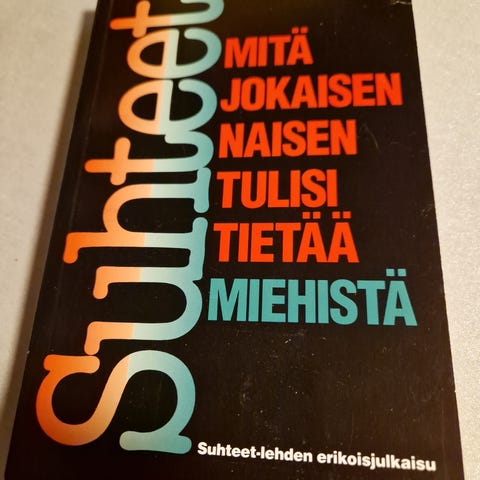 Suhteet
MITÄ
JOKAISEN
NAISEN
TULISI
TIETÄÄ
MIEHISTÄ
Suhteet-lehden erikoisjulkaisu